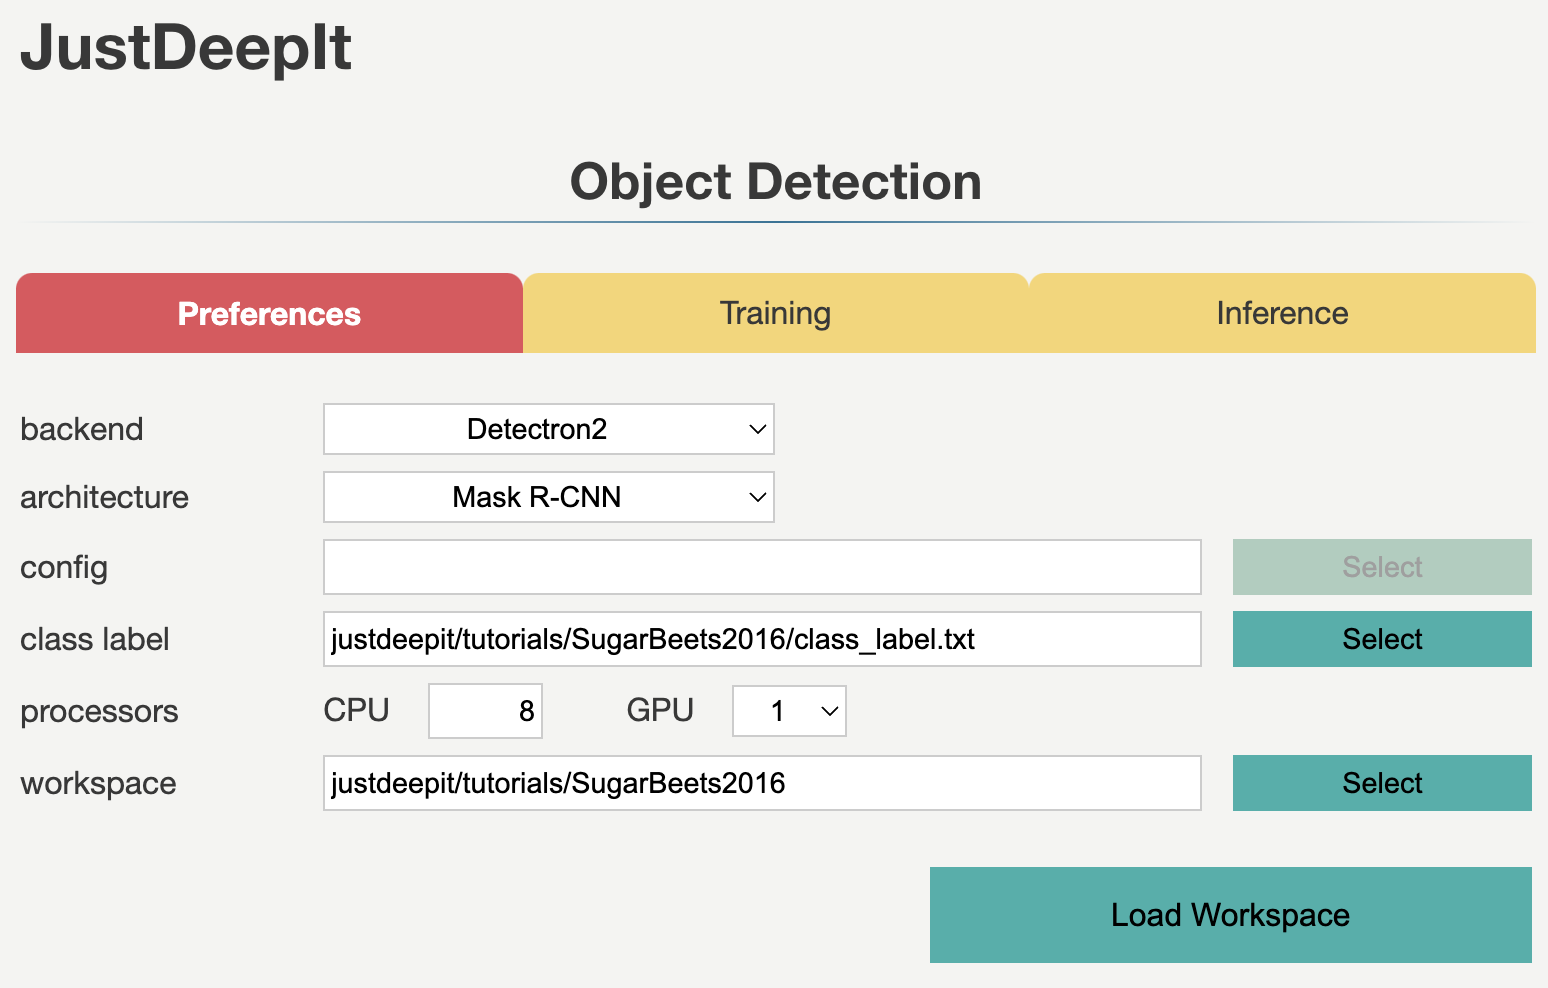 JustDeepIt
Object Detection
Preferences Training Inference
backend Detectron2
architecture Mask R-CNN
config Select
class label justdeepit/tutorials/SugarBeets2016/class_label.txt Select
processors CPU 8 GPU 1
workspace justdeepit/tutorials/SugarBeets2016 Select
Load Workspace